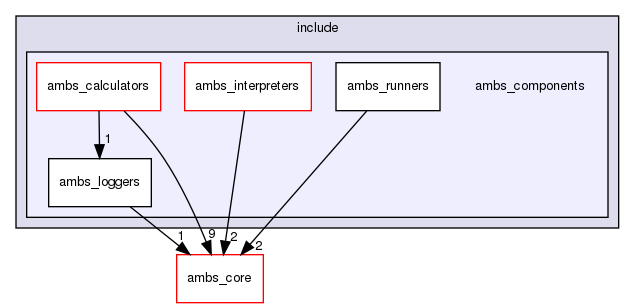 include
ambs_calculators
ambs_interpreters
ambs_runners
ambs_components
1
ambs_loggers
1
9
2
2
ambs_core